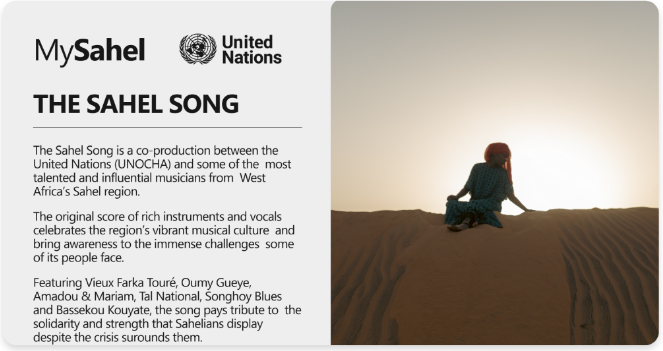 MySahel
United
Nations
THE SAHEL SONG
The Sahel Song is a co-production between the
United Nations (UNOCHA) and some of the most
talented and influential musicians from West
Africa's Sahel region.
The original score of rich instruments and vocals
celebrates the region's vibrant musical culture and
bring awareness to the immense challenges some
of its people face.
Featuring Vieux Farka Touré, Oumy Gueye,
Amadou & Mariam, Tal National, Songhoy Blues
and Bassekou Kouyate, the song pays tribute to the
solidarity and strength that Sahelians display
despite the crisis surounds them.